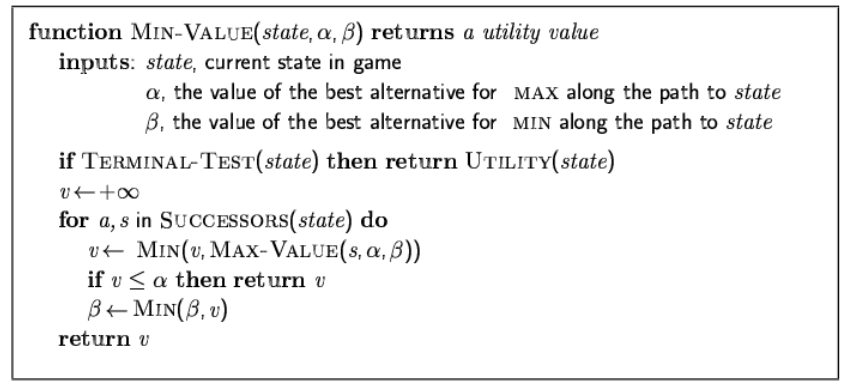 function MIN-VALUE(state, α, β) returns a utility value
inputs: state, current state in game
α, the value of the best alternative for MAX along the path to state
β, the value of the best alternative for MIN along the path to state
if TERMINAL-TEST(state) then return UTILITY(state)
v ← +∞
for a, s in SUCCESSORS(state) do
v ← MIN(v, MAX-VALUE(s, α, β))
if v ≤ α then return v
β ← MIN(β, v)
return v